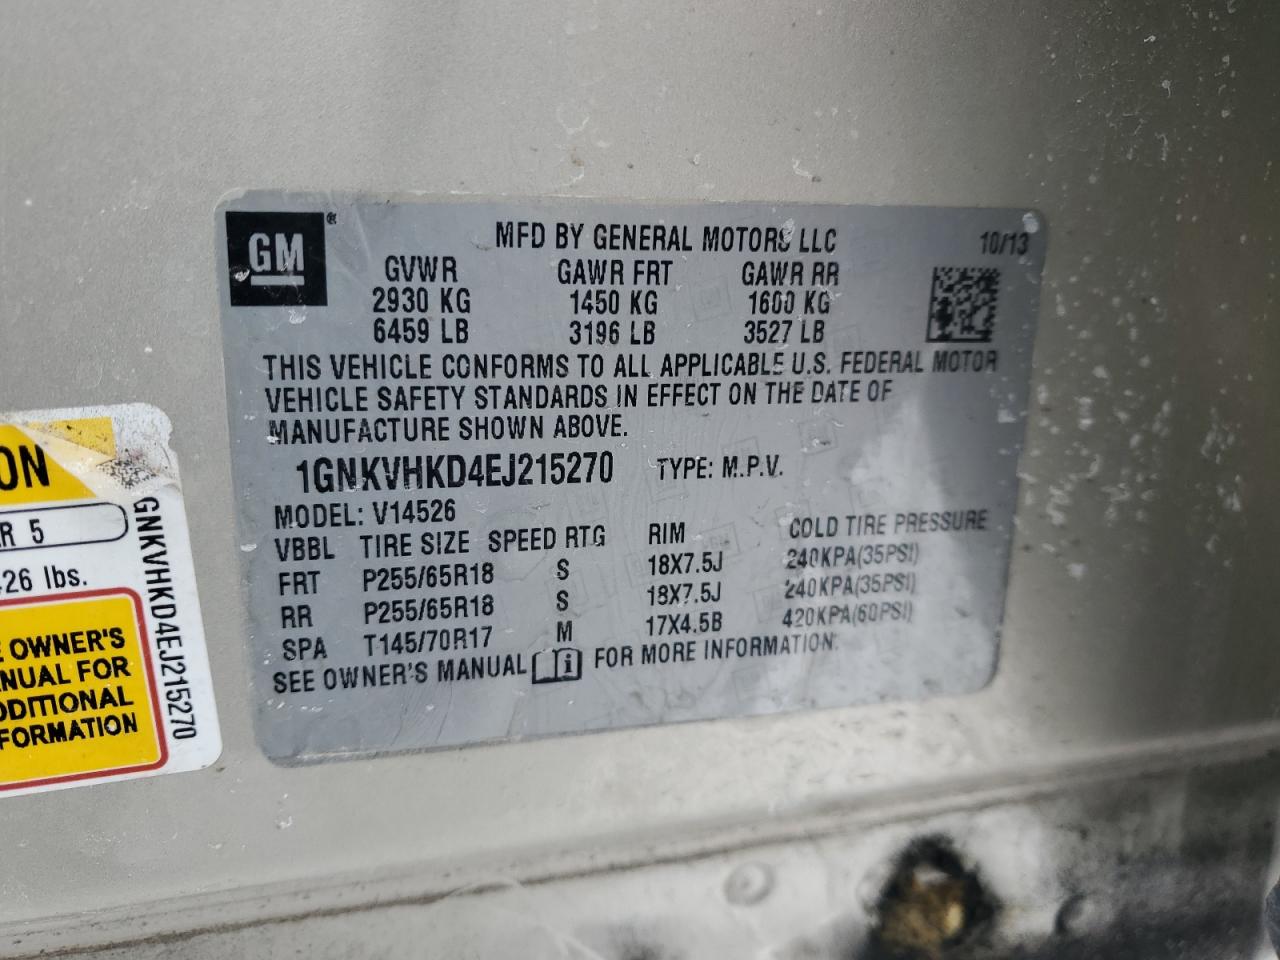 GM®
MFD BY GENERAL MOTORS LLC 10/13
GVWR GAWR FRT GAWR RR
2930 KG 1450 KG 1600 KG
6459 LB 3196 LB 3527 LB
THIS VEHICLE CONFORMS TO ALL APPLICABLE U.S. FEDERAL MOTOR
VEHICLE SAFETY STANDARDS IN EFFECT ON THE DATE OF
MANUFACTURE SHOWN ABOVE.
1GNKVHKD4EJ215270 TYPE: M.P.V.
MODEL: V14526
VBBL TIRE SIZE SPEED RTG RIM COLD TIRE PRESSURE
FRT P255/65R18 S 18X7.5J 240KPA(35PSI)
RR P255/65R18 S 18X7.5J 240KPA(35PSI)
SPA T145/70R17 M 17X4.5B 420KPA(60PSI)
SEE OWNER'S MANUAL FOR MORE INFORMATION.
ON
R 5
26 lbs.
E OWNER'S
NUAL FOR
DDITIONAL
FORMATION
GNKVHKD4EJ215270